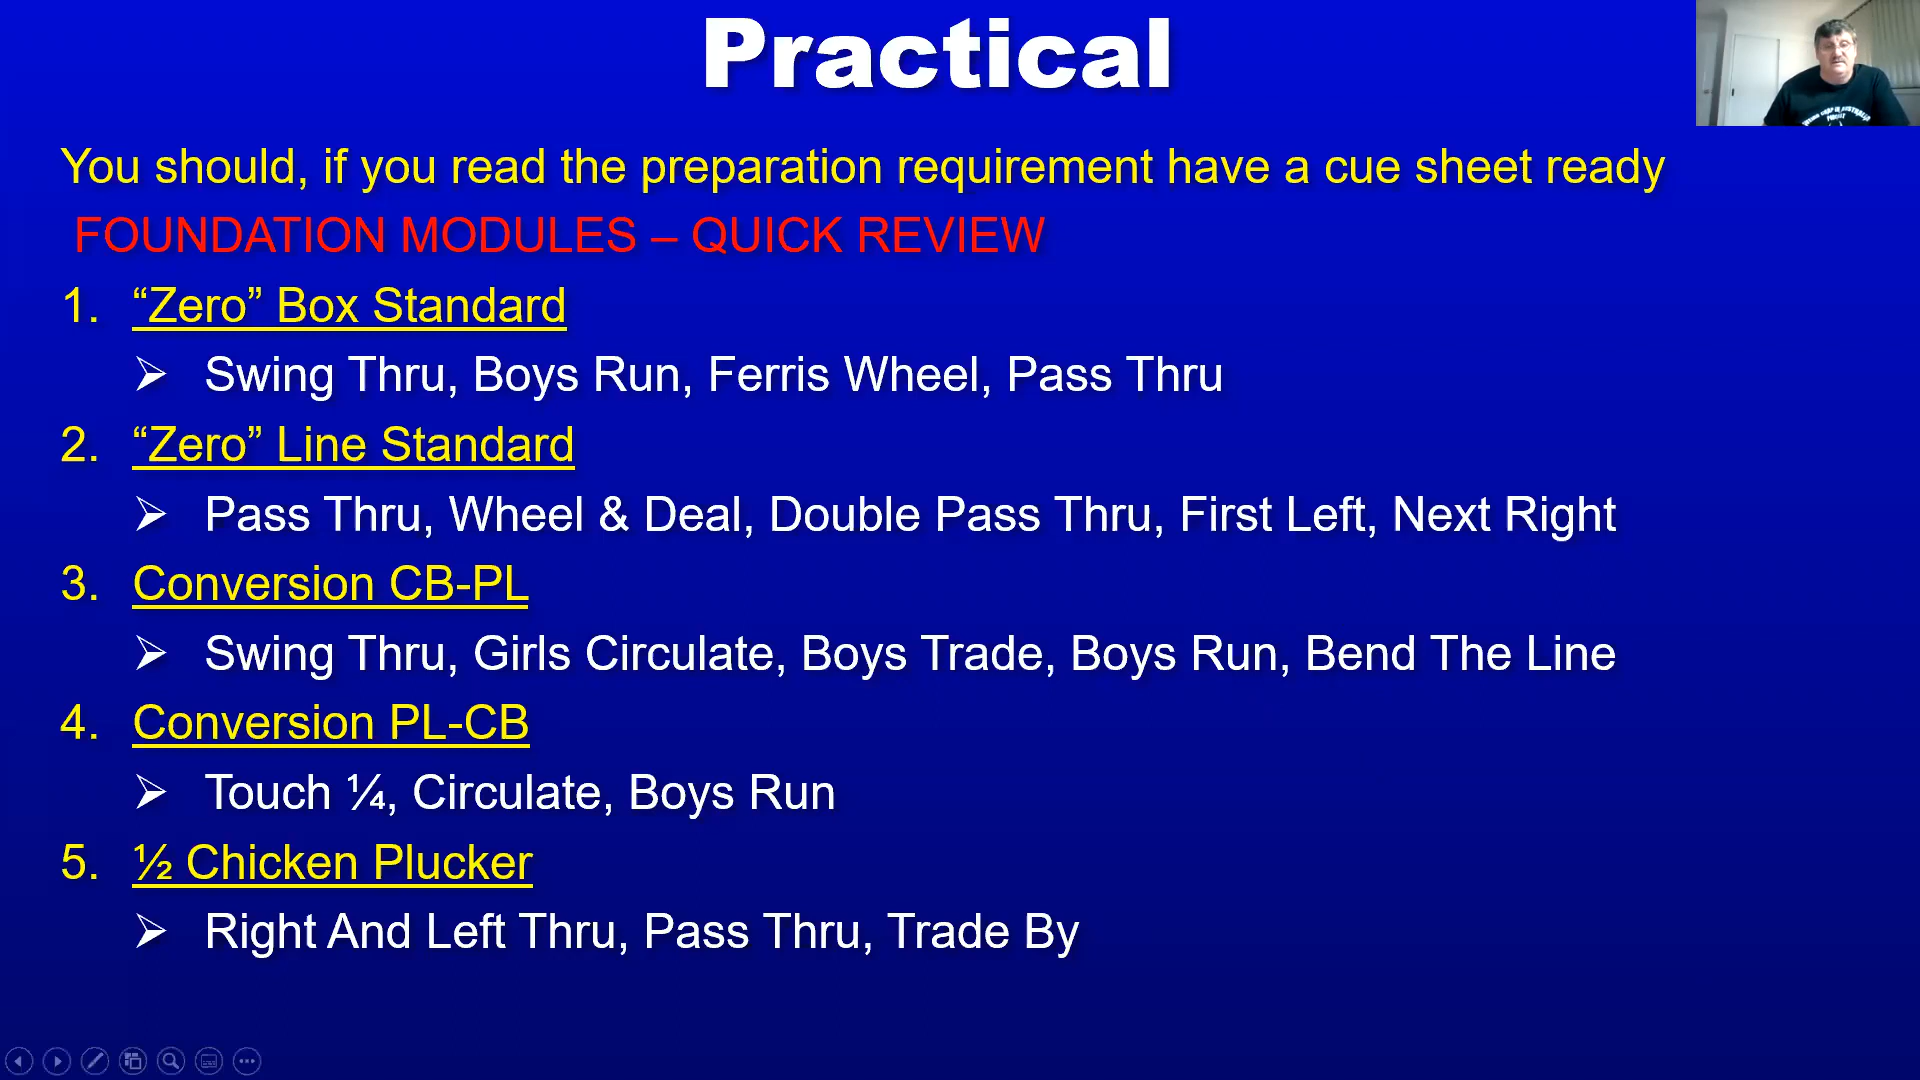 Practical
You should, if you read the preparation requirement have a cue sheet ready
FOUNDATION MODULES – QUICK REVIEW
1. “Zero” Box Standard
➢ Swing Thru, Boys Run, Ferris Wheel, Pass Thru
2. “Zero” Line Standard
➢ Pass Thru, Wheel & Deal, Double Pass Thru, First Left, Next Right
3. Conversion CB-PL
➢ Swing Thru, Girls Circulate, Boys Trade, Boys Run, Bend The Line
4. Conversion PL-CB
➢ Touch ¼, Circulate, Boys Run
5. ½ Chicken Plucker
➢ Right And Left Thru, Pass Thru, Trade By